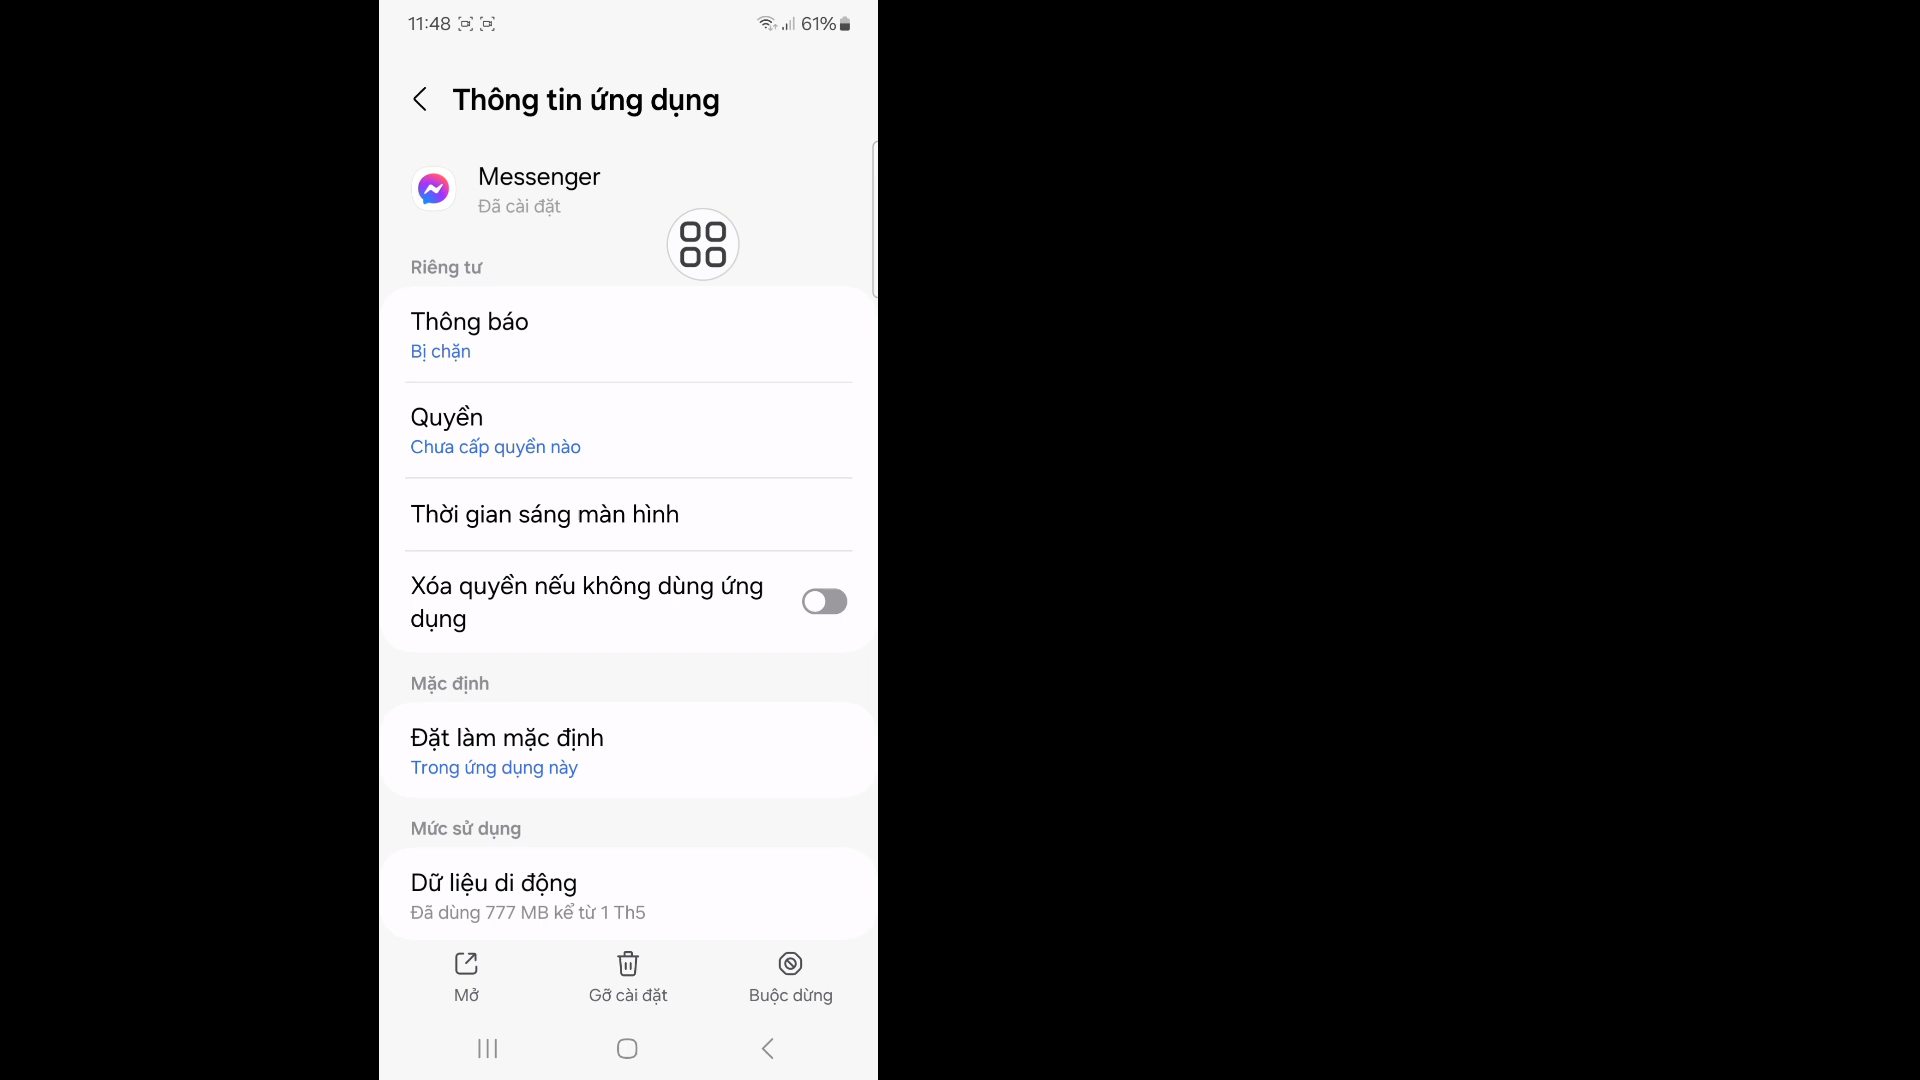 11:48
61%
Thông tin ứng dụng
Messenger
Đã cài đặt
Riêng tư
Thông báo
Bị chặn
Quyền
Chưa cấp quyền nào
Thời gian sáng màn hình
Xóa quyền nếu không dùng ứng
dụng
Mặc định
Đặt làm mặc định
Trong ứng dụng này
Mức sử dụng
Dữ liệu di động
Đã dùng 777 MB kể từ 1 Th5
Mở
Gỡ cài đặt
Buộc dừng